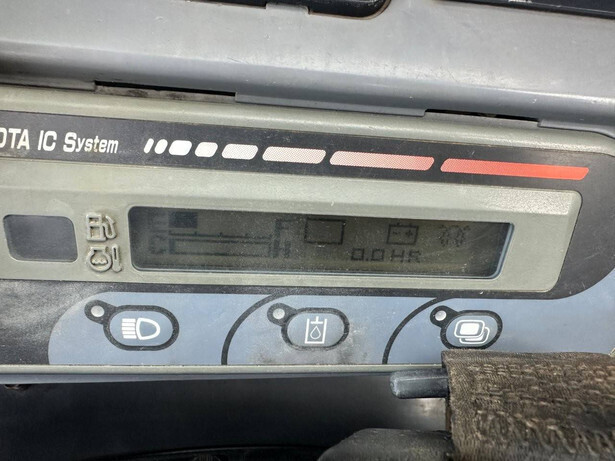 OTA IC System
E F
C H
0.0 HR